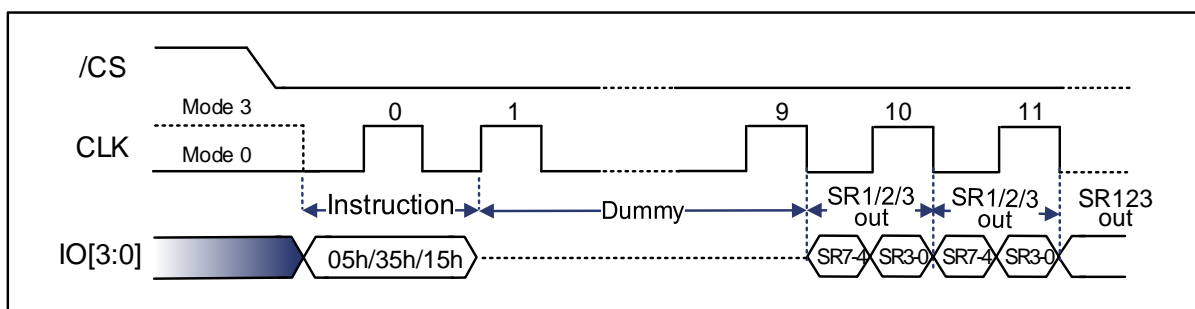 /CS
Mode 3
0 1 9 10 11
CLK
Mode 0
Instruction Dummy SR1/2/3 out SR1/2/3 out SR123 out
IO[3:0]
05h/35h/15h SR7-4 SR3-0 SR7-4 SR3-0